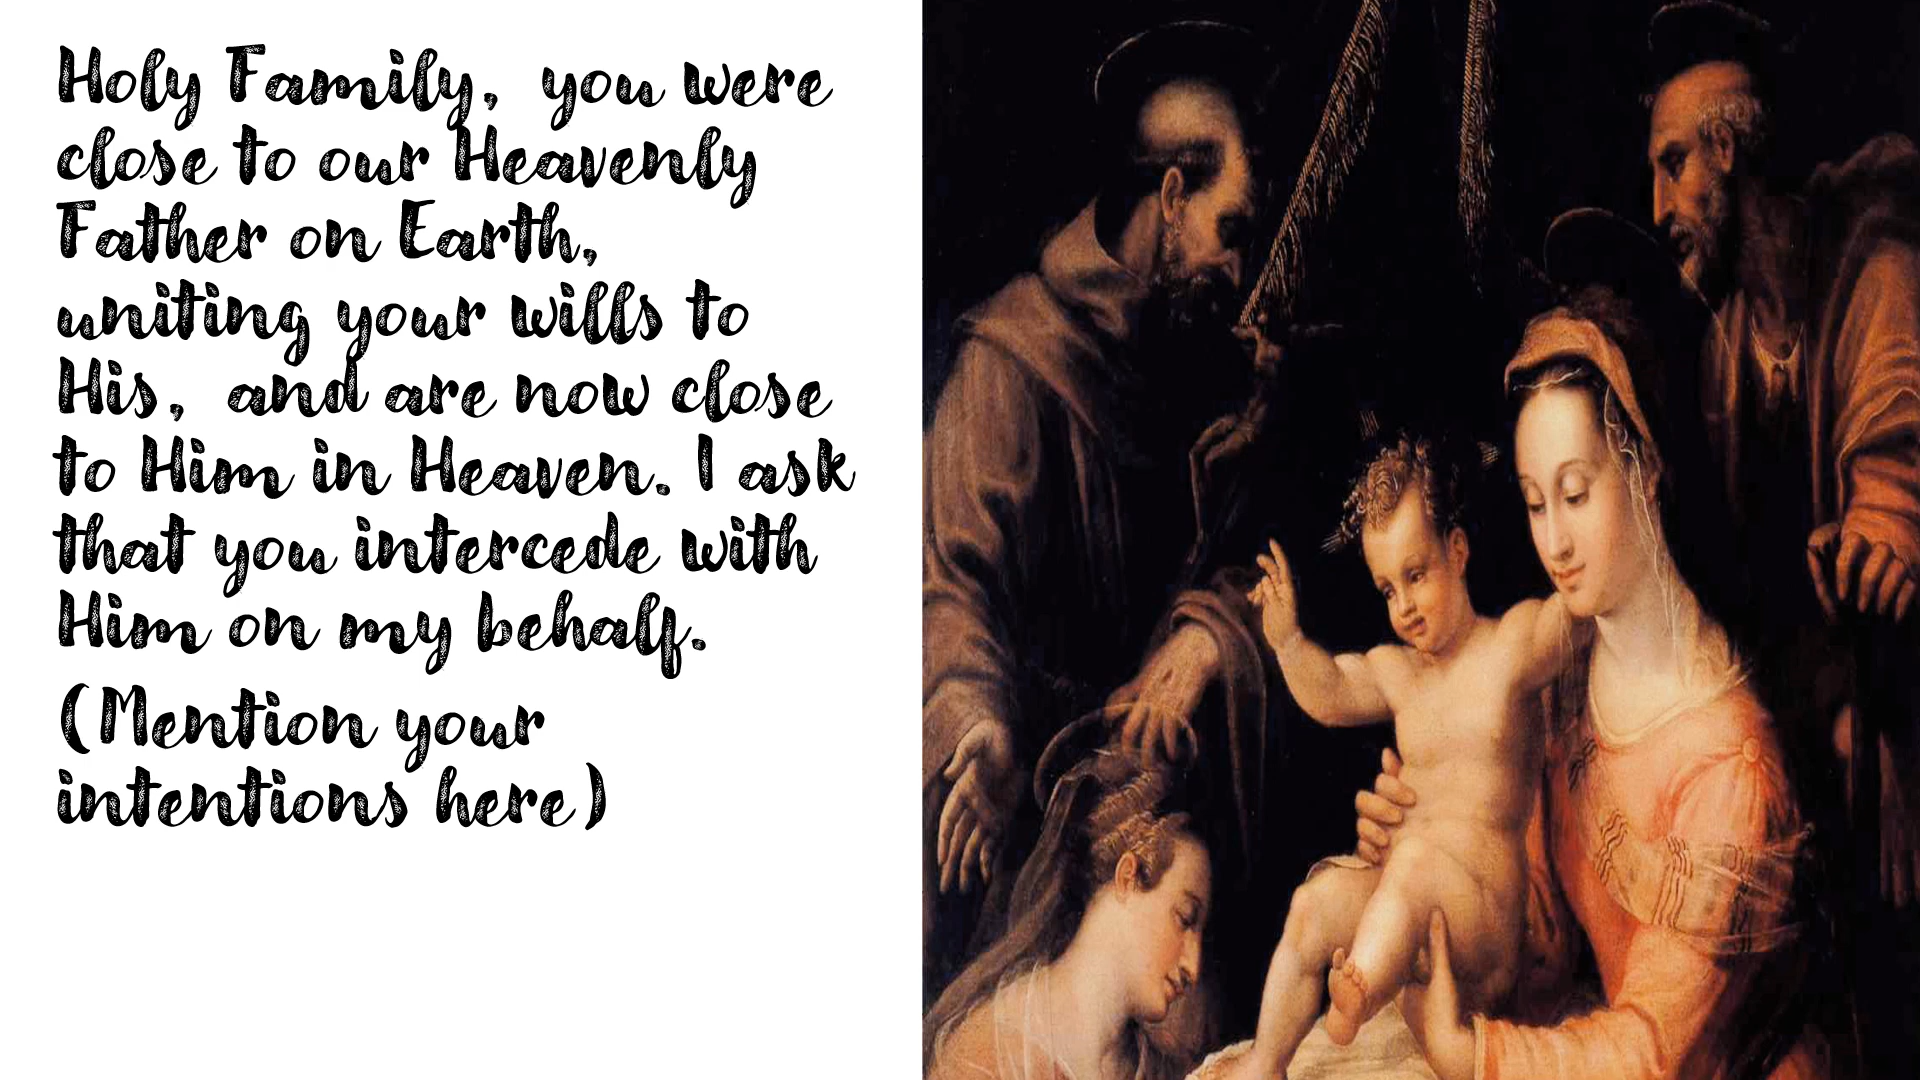 Holy Family, you were
close to our Heavenly
Father on Earth,
uniting your wills to
His, and are now close
to Him in Heaven. I ask
that you intercede with
Him on my behalf.
(Mention your
intentions here)